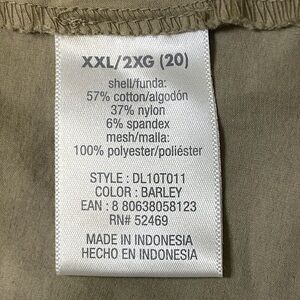 XXL/2XG (20)
shell/funda:
57% cotton/algodón
37% nylon
6% spandex
mesh/malla:
100% polyester/poliéster
STYLE : DL10T011
COLOR : BARLEY
EAN : 8 80638058123
RN# 52469
MADE IN INDONESIA
HECHO EN INDONESIA